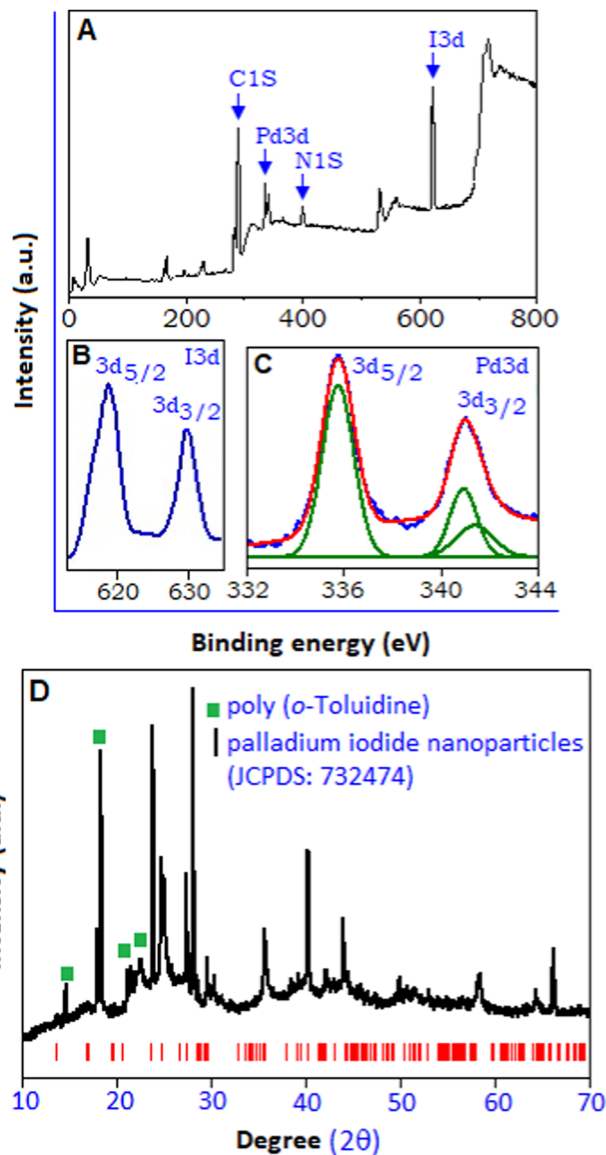 A
I3d
C1S
Pd3d
N1S
0 200 400 600 800
Intensity (a.u.)
B I3d
3d5/2
3d3/2
620 630
C 3d5/2 Pd3d
3d3/2
332 336 340 344
Binding energy (eV)
D
poly (o-Toluidine)
palladium iodide nanoparticles
(JCPDS: 732474)
10 20 30 40 50 60 70
Degree (2θ)